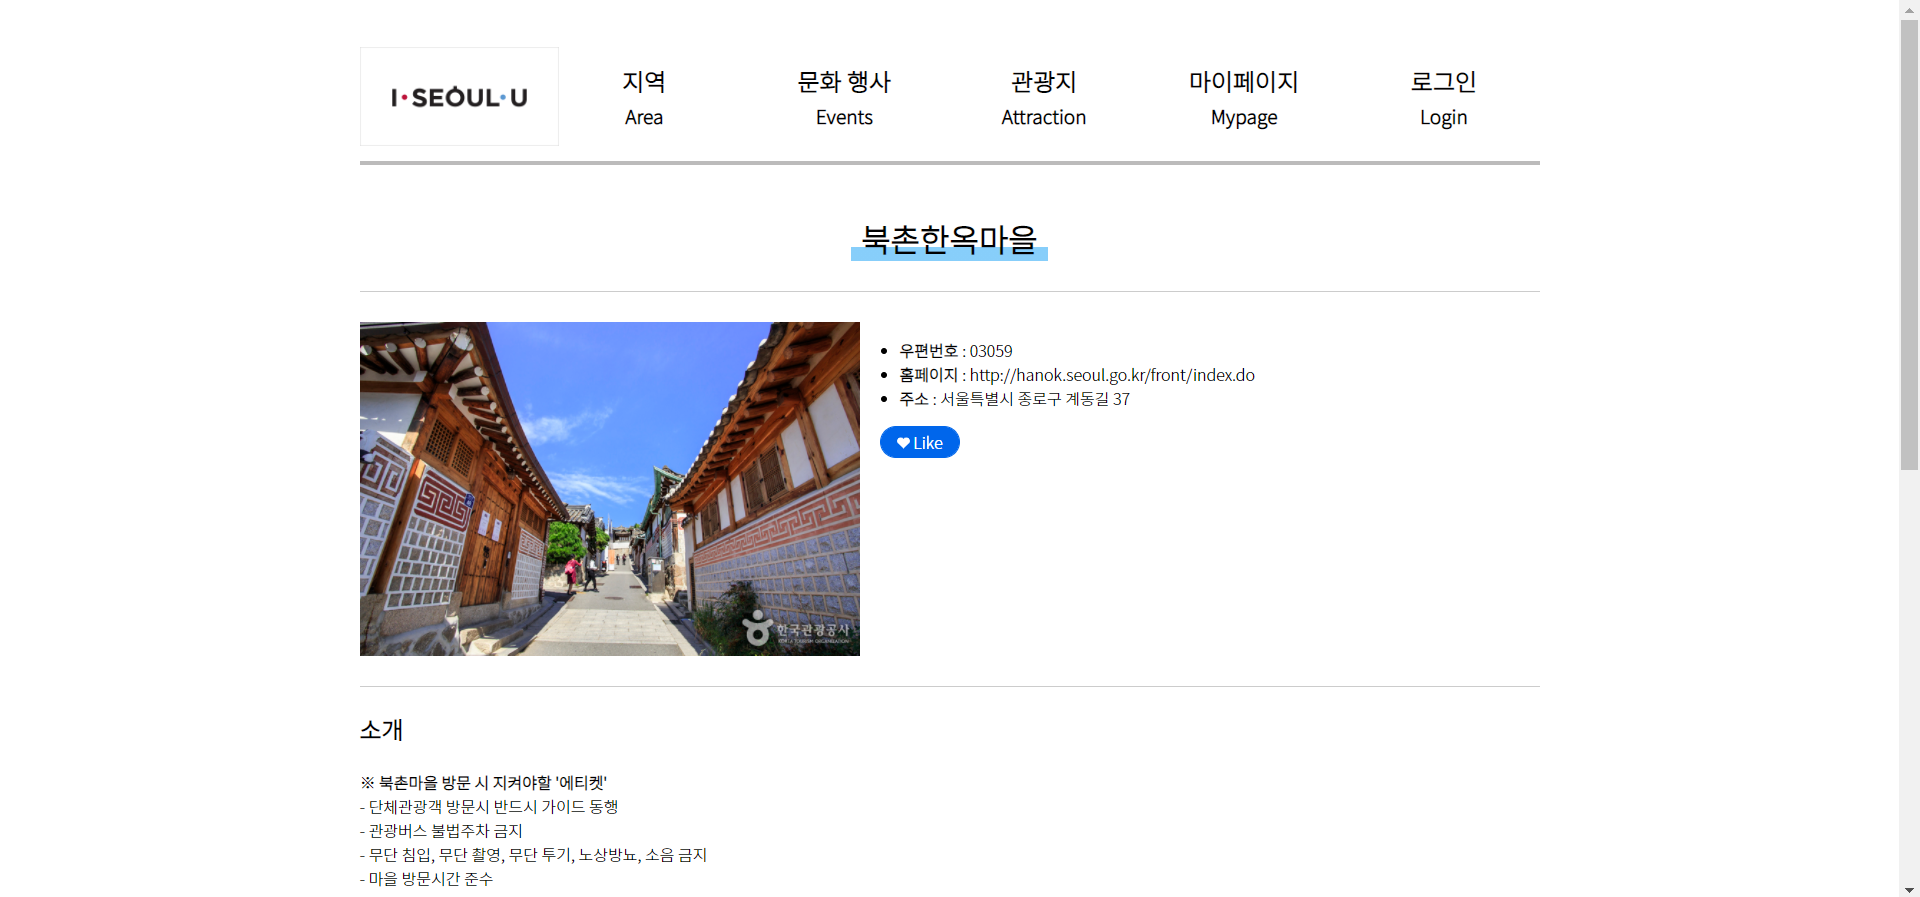 I·SEOUL·U
지역
Area
문화 행사
Events
관광지
Attraction
마이페이지
Mypage
로그인
Login
북촌한옥마을
우편번호 : 03059
홈페이지 : http://hanok.seoul.go.kr/front/index.do
주소 : 서울특별시 종로구 계동길 37
Like
한국관광공사
KOREA TOURISM ORGANIZATION
소개
※ 북촌마을 방문 시 지켜야할 '에티켓'
- 단체관광객 방문시 반드시 가이드 동행
- 관광버스 불법주차 금지
- 무단 침입, 무단 촬영, 무단 투기, 노상방뇨, 소음 금지
- 마을 방문시간 준수